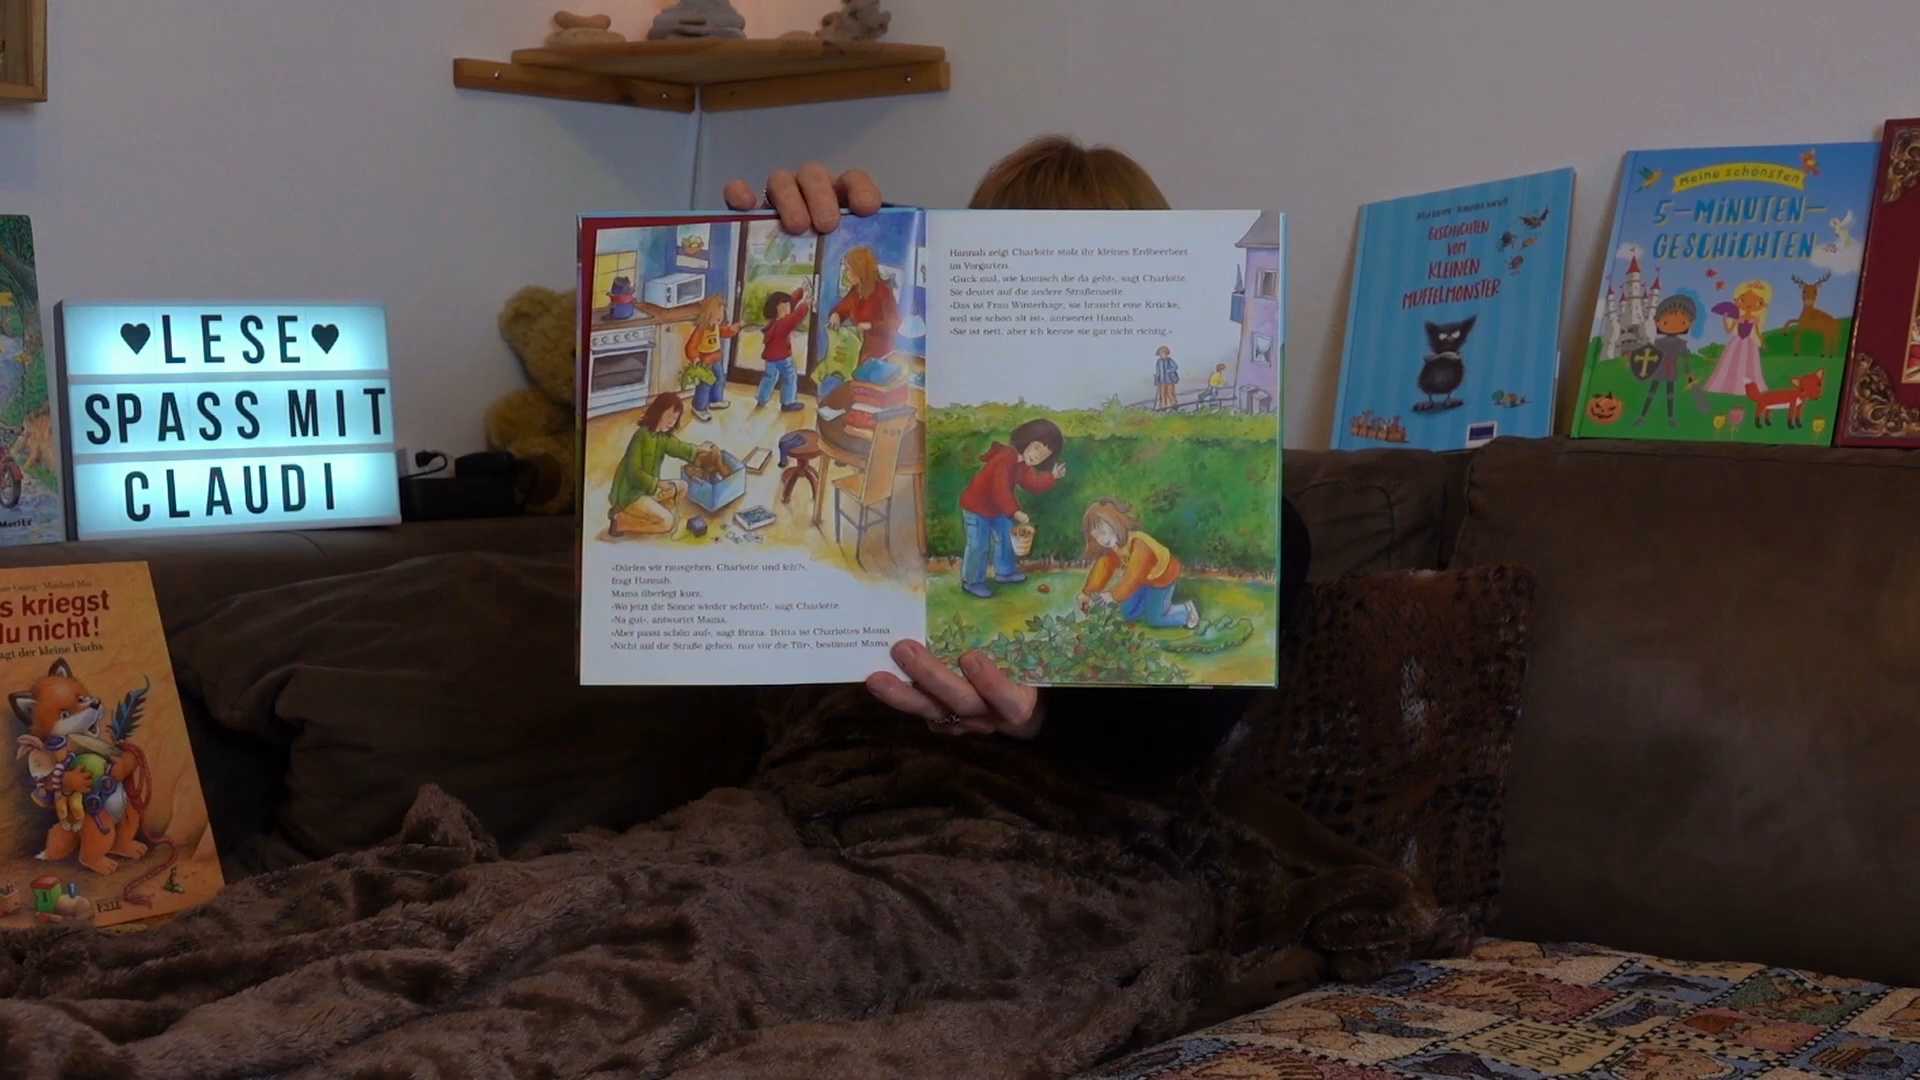 ♥LESE♥
SPASS MIT
CLAUDI
Moritz
s kriegst
du nicht!
agt der kleine Fuchs
»Dürfen wir rausgehen, Charlotte und ich?«,
fragt Hannah.
Mama überlegt kurz.
»Wo jetzt die Sonne wieder scheint!«, sagt Charlotte.
»Na gut«, antwortet Mama.
»Aber passt schön auf«, sagt Britta. Britta ist Charlottes Mama.
»Nicht auf die Straße gehen, nur vor die Tür«, bestimmt Mama.
Hannah zeigt Charlotte stolz ihr kleines Erdbeerbeet
im Vorgarten.
»Guck mal, wie komisch die da geht«, sagt Charlotte.
Sie deutet auf die andere Straßenseite.
»Das ist Frau Winterhage, sie braucht eine Krücke,
weil sie schon alt ist«, antwortet Hannah.
»Sie ist nett, aber ich kenne sie gar nicht richtig.«
GESCHICHTEN
VOM
KLEINEN
MUFFELMONSTER
Meine schönsten
5-MINUTEN-
GESCHICHTEN